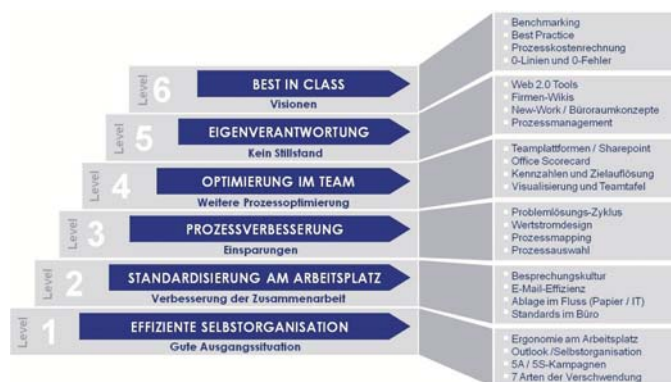 Level 6
BEST IN CLASS
Visionen
Benchmarking
Best Practice
Prozesskostenrechnung
0-Linien und 0-Fehler
Level 5
EIGENVERANTWORTUNG
Kein Stillstand
Web 2.0 Tools
Firmen-Wikis
New-Work / Büroraumkonzepte
Prozessmanagement
Level 4
OPTIMIERUNG IM TEAM
Weitere Prozessoptimierung
Teamplattformen / Sharepoint
Office Scorecard
Kennzahlen und Zielauflösung
Visualisierung und Teamtafel
Level 3
PROZESSVERBESSERUNG
Einsparungen
Problemlösungs-Zyklus
Wertstromdesign
Prozessmapping
Prozessauswahl
Level 2
STANDARDISIERUNG AM ARBEITSPLATZ
Verbesserung der Zusammenarbeit
Besprechungskultur
E-Mail-Effizienz
Ablage im Fluss (Papier / IT)
Standards im Büro
Level 1
EFFIZIENTE SELBSTORGANISATION
Gute Ausgangssituation
Ergonomie am Arbeitsplatz
Outlook /Selbstorganisation
5A / 5S-Kampagnen
7 Arten der Verschwendung